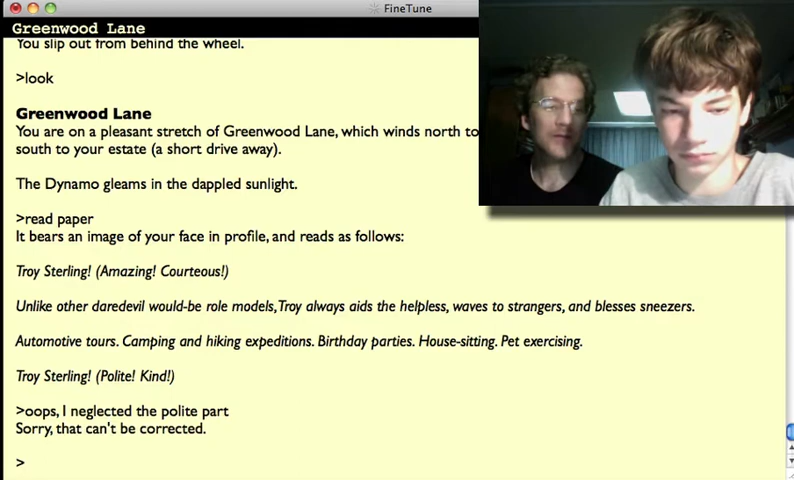 FineTune
Greenwood Lane
You slip out from behind the wheel.
>look
Greenwood Lane
You are on a pleasant stretch of Greenwood Lane, which winds north to
south to your estate (a short drive away).
The Dynamo gleams in the dappled sunlight.
>read paper
It bears an image of your face in profile, and reads as follows:
Troy Sterling! (Amazing! Courteous!)
Unlike other daredevil would-be role models, Troy always aids the helpless, waves to strangers, and blesses sneezers.
Automotive tours. Camping and hiking expeditions. Birthday parties. House-sitting. Pet exercising.
Troy Sterling! (Polite! Kind!)
>oops, I neglected the polite part
Sorry, that can't be corrected.
>